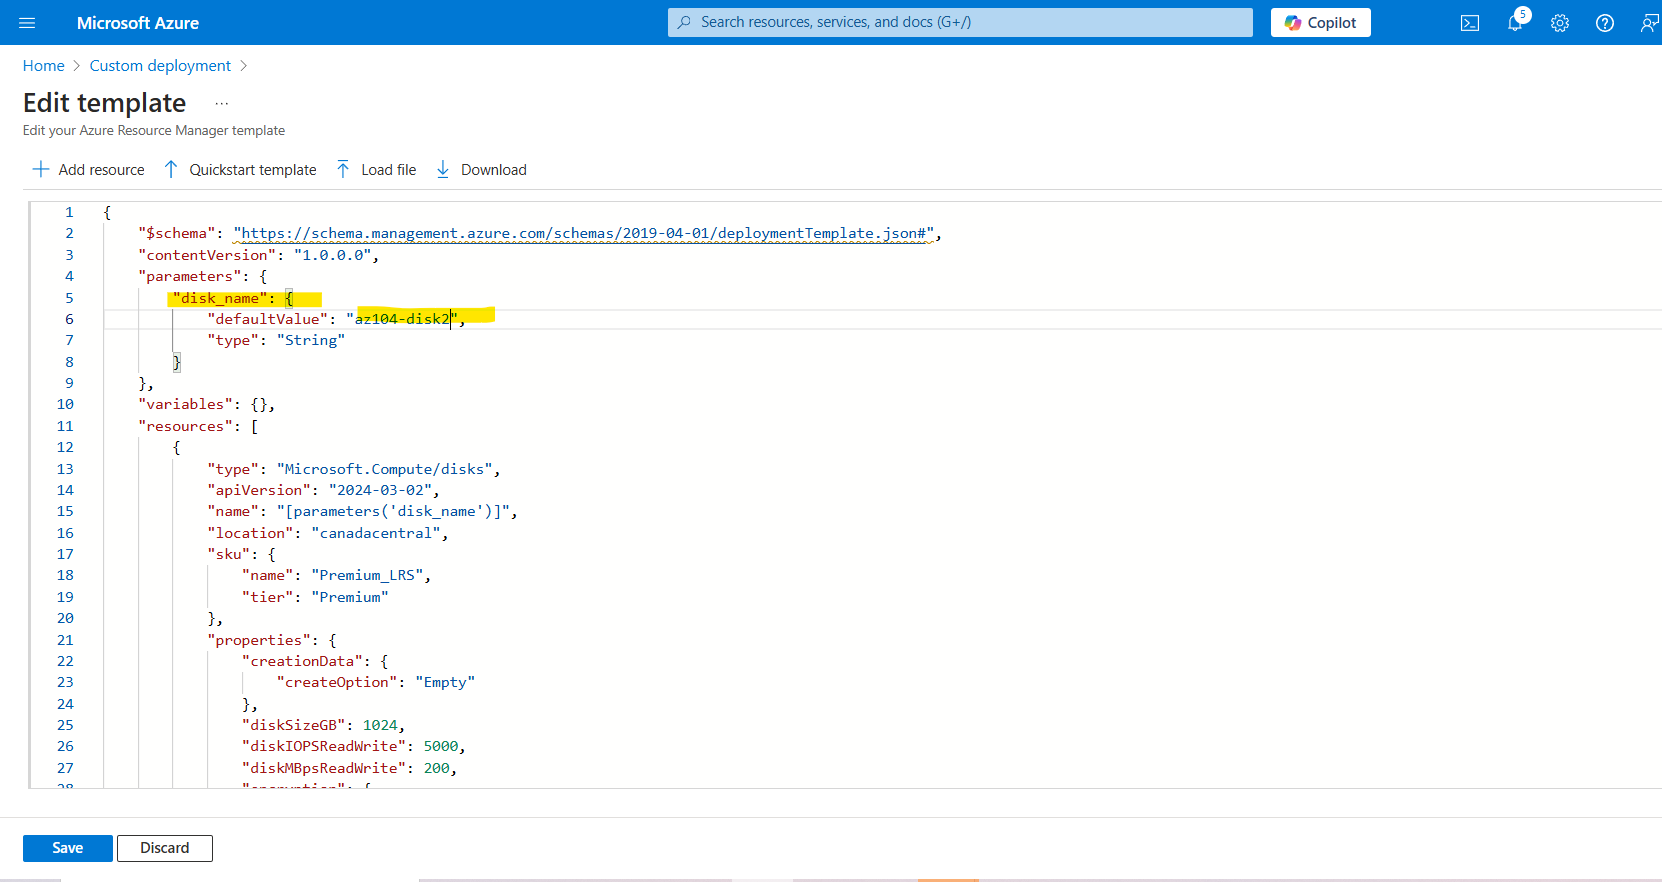 Microsoft Azure
Search resources, services, and docs (G+/)
Copilot
5
Home > Custom deployment >
Edit template ...
Edit your Azure Resource Manager template
Add resource Quickstart template Load file Download
1 {
2 "$schema": "https://schema.management.azure.com/schemas/2019-04-01/deploymentTemplate.json#",
3 "contentVersion": "1.0.0.0",
4 "parameters": {
5 "disk_name": {
6 "defaultValue": "az104-disk2",
7 "type": "String"
8 }
9 },
10 "variables": {},
11 "resources": [
12 {
13 "type": "Microsoft.Compute/disks",
14 "apiVersion": "2024-03-02",
15 "name": "[parameters('disk_name')]",
16 "location": "canadacentral",
17 "sku": {
18 "name": "Premium_LRS",
19 "tier": "Premium"
20 },
21 "properties": {
22 "creationData": {
23 "createOption": "Empty"
24 },
25 "diskSizeGB": 1024,
26 "diskIOPSReadWrite": 5000,
27 "diskMBpsReadWrite": 200,
28 "encryption": {
Save Discard